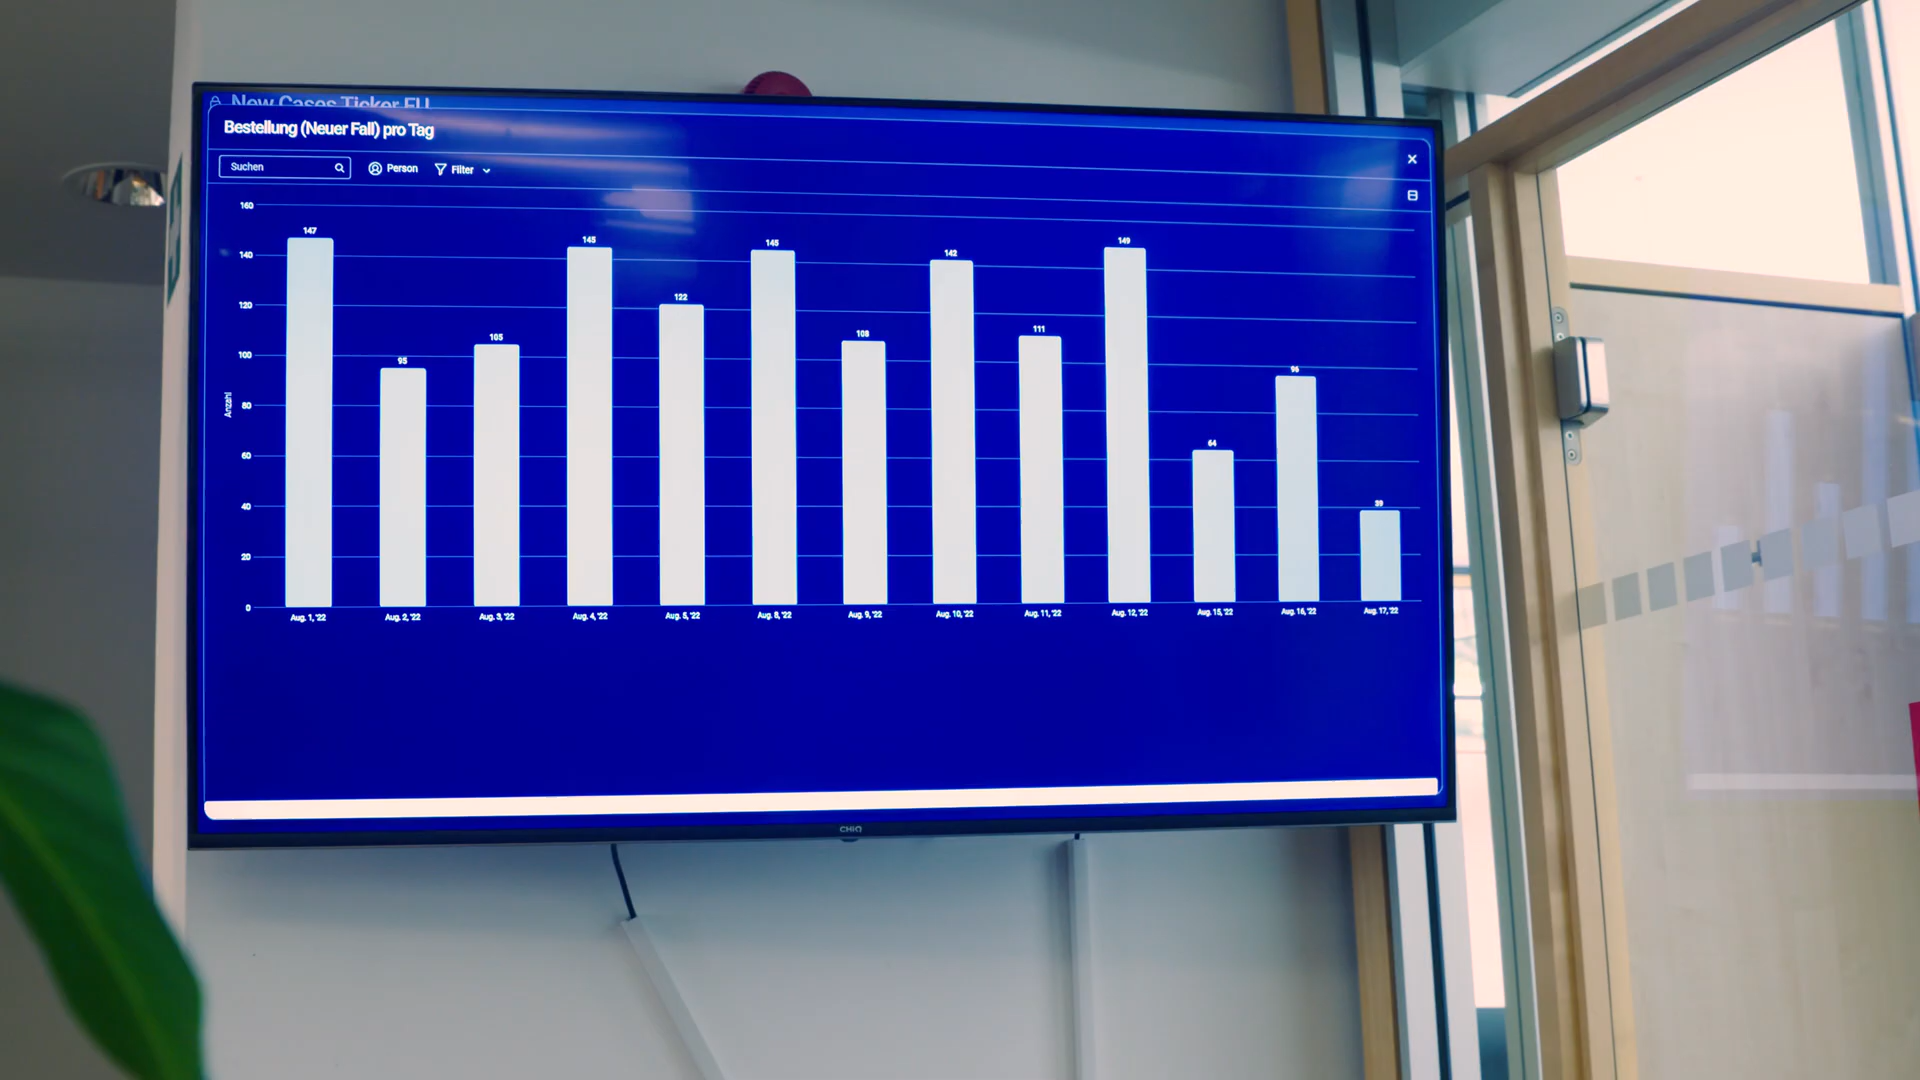 New Cases Ticker EU
Bestellung (Neuer Fall) pro Tag
Suchen
Person
Filter
160
140
120
100
80
60
40
20
0
Anzahl
147
95
105
145
122
145
108
142
111
149
64
96
39
Aug. 1, '22
Aug. 2, '22
Aug. 3, '22
Aug. 4, '22
Aug. 5, '22
Aug. 8, '22
Aug. 9, '22
Aug. 10, '22
Aug. 11, '22
Aug. 12, '22
Aug. 15, '22
Aug. 16, '22
Aug. 17, '22
CHiQ